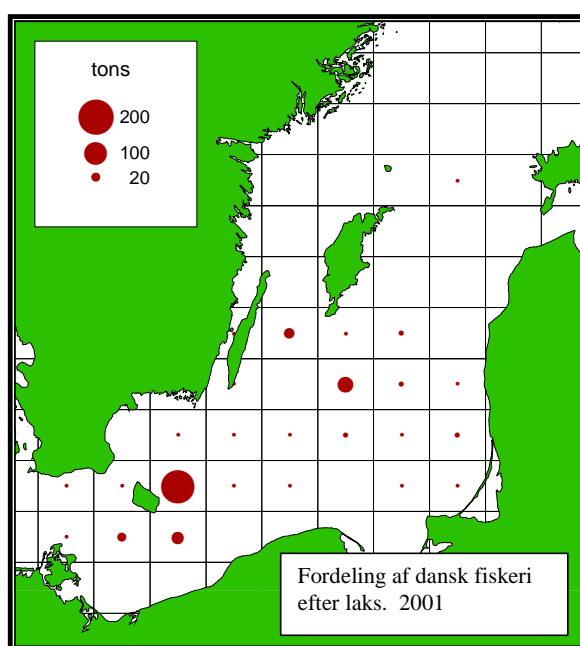 tons
200
100
20
Fordeling af dansk fiskeri
efter laks. 2001